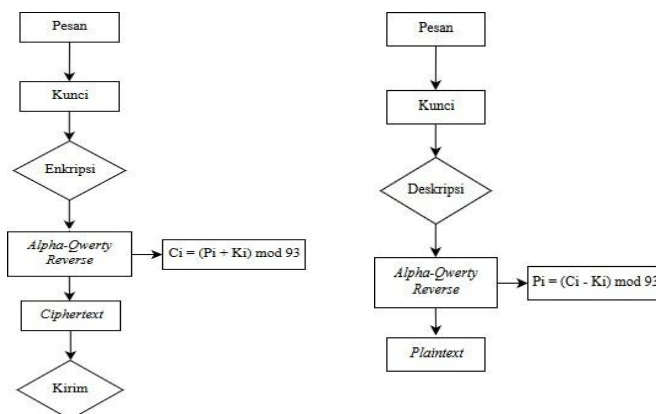 Pesan
Kunci
Enkripsi
Alpha-Qwerty
Reverse
Ci = (Pi + Ki) mod 93
Ciphertext
Kirim
Pesan
Kunci
Deskripsi
Alpha-Qwerty
Reverse
Pi = (Ci - Ki) mod 93
Plaintext